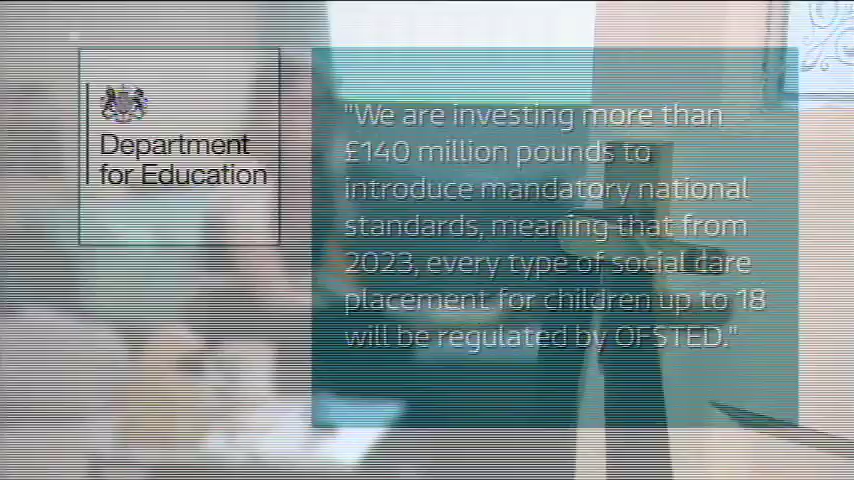 Department
for Education
"We are investing more than
£140 million pounds to
introduce mandatory national
standards, meaning that from
2023, every type of social care
placement for children up to 18
will be regulated by OFSTED."